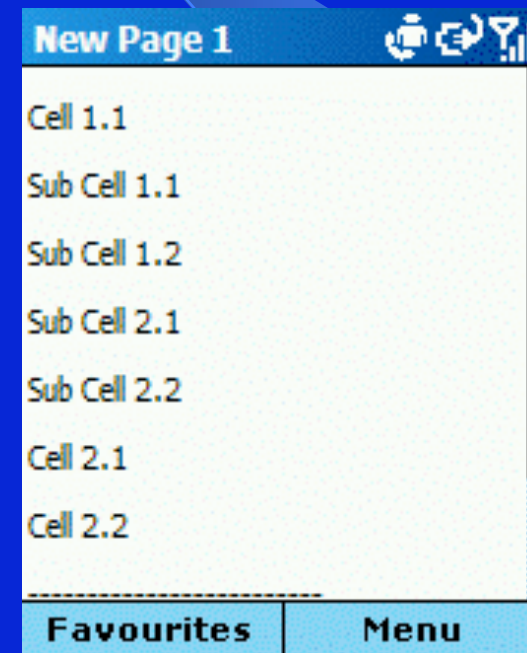 New Page 1
Cell 1.1
Sub Cell 1.1
Sub Cell 1.2
Sub Cell 2.1
Sub Cell 2.2
Cell 2.1
Cell 2.2
-------------------------
Favourites Menu